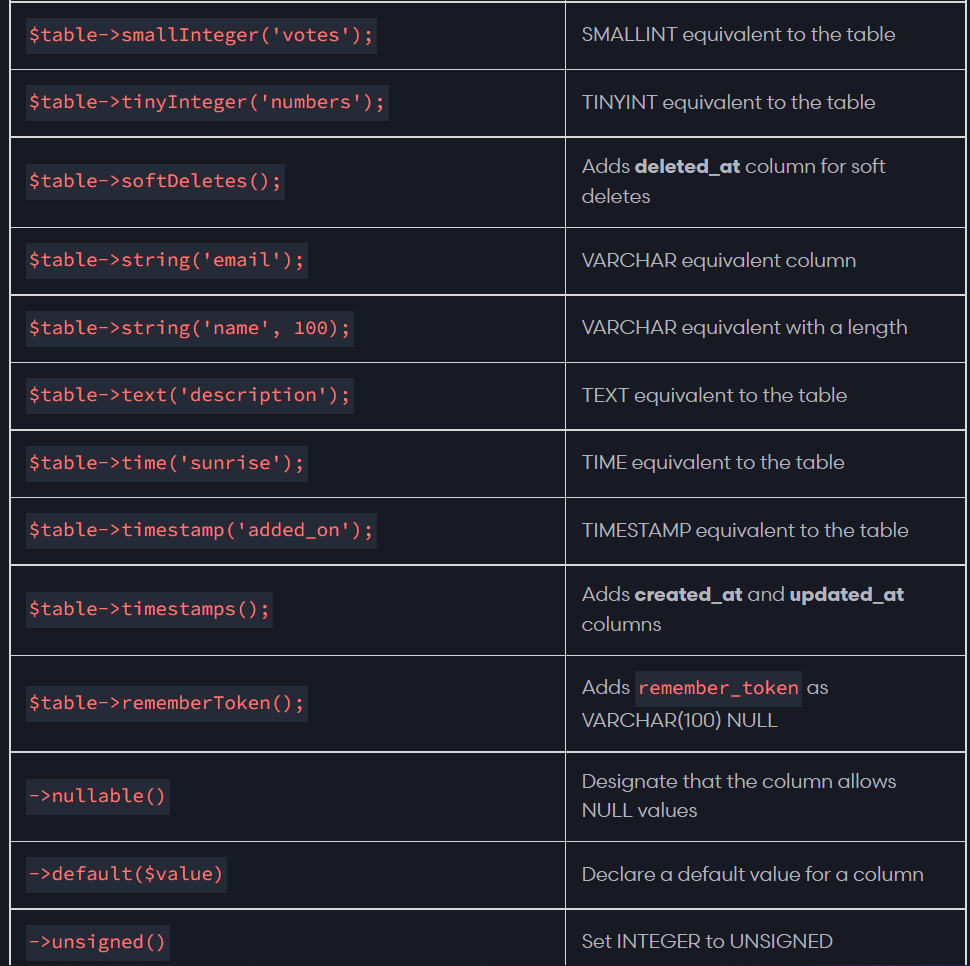 $table->smallInteger('votes'); SMALLINT equivalent to the table
$table->tinyInteger('numbers'); TINYINT equivalent to the table
$table->softDeletes(); Adds deleted_at column for soft
deletes
$table->string('email'); VARCHAR equivalent column
$table->string('name', 100); VARCHAR equivalent with a length
$table->text('description'); TEXT equivalent to the table
$table->time('sunrise'); TIME equivalent to the table
$table->timestamp('added_on'); TIMESTAMP equivalent to the table
$table->timestamps(); Adds created_at and updated_at
columns
$table->rememberToken(); Adds remember_token as
VARCHAR(100) NULL
->nullable() Designate that the column allows
NULL values
->default($value) Declare a default value for a column
->unsigned() Set INTEGER to UNSIGNED